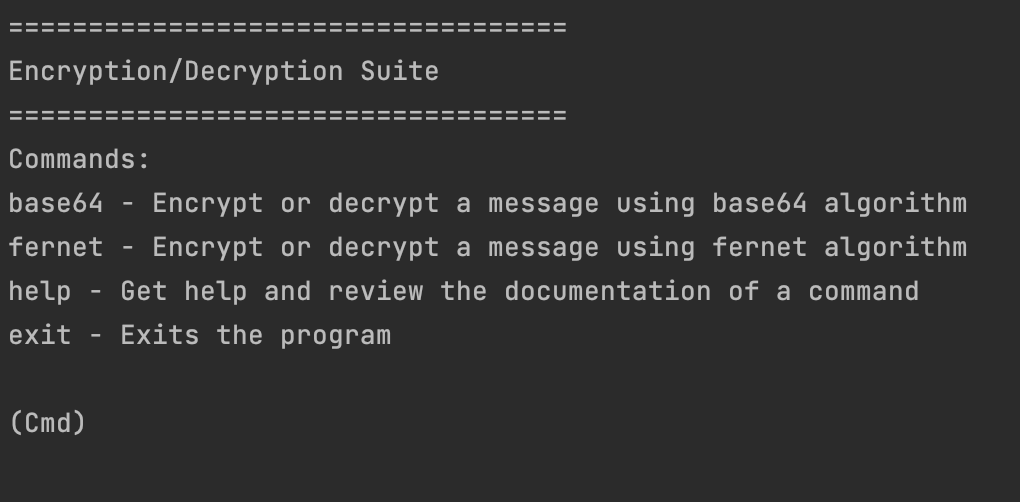 ===================================
Encryption/Decryption Suite
===================================
Commands:
base64 - Encrypt or decrypt a message using base64 algorithm
fernet - Encrypt or decrypt a message using fernet algorithm
help - Get help and review the documentation of a command
exit - Exits the program
(Cmd)